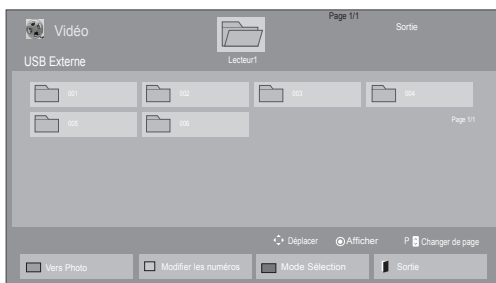 Page 1/1
Vidéo
Sortie
USB Externe
Lecteur1
001
002
003
004
005
006
Page 1/1
Déplacer
Afficher
P Changer de page
Vers Photo
Modifier les numéros
Mode Sélection
Sortie